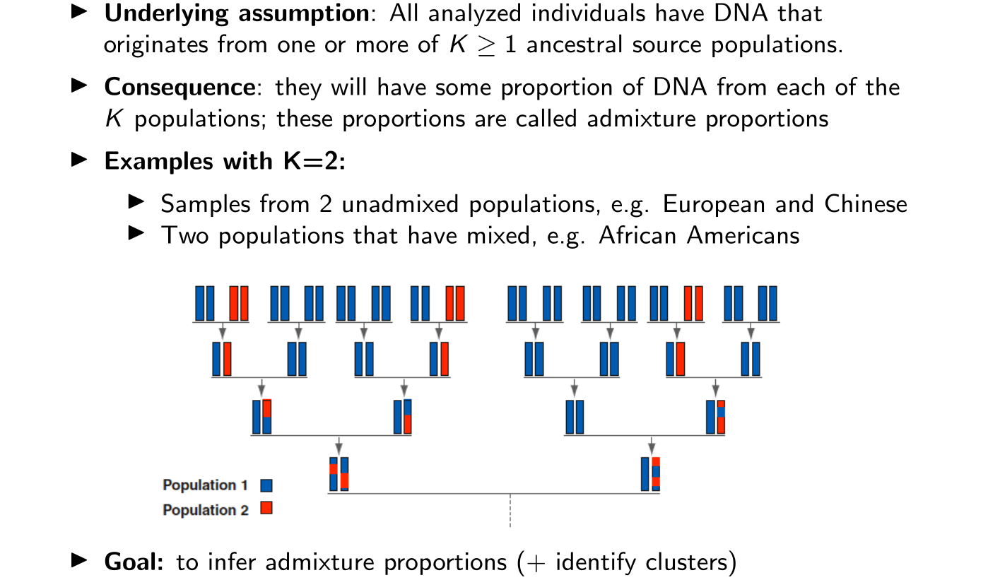 ▶ Underlying assumption: All analyzed individuals have DNA that
originates from one or more of K ≥ 1 ancestral source populations.
▶ Consequence: they will have some proportion of DNA from each of the
K populations; these proportions are called admixture proportions
▶ Examples with K=2:
▶ Samples from 2 unadmixed populations, e.g. European and Chinese
▶ Two populations that have mixed, e.g. African Americans
Population 1
Population 2
▶ Goal: to infer admixture proportions (+ identify clusters)